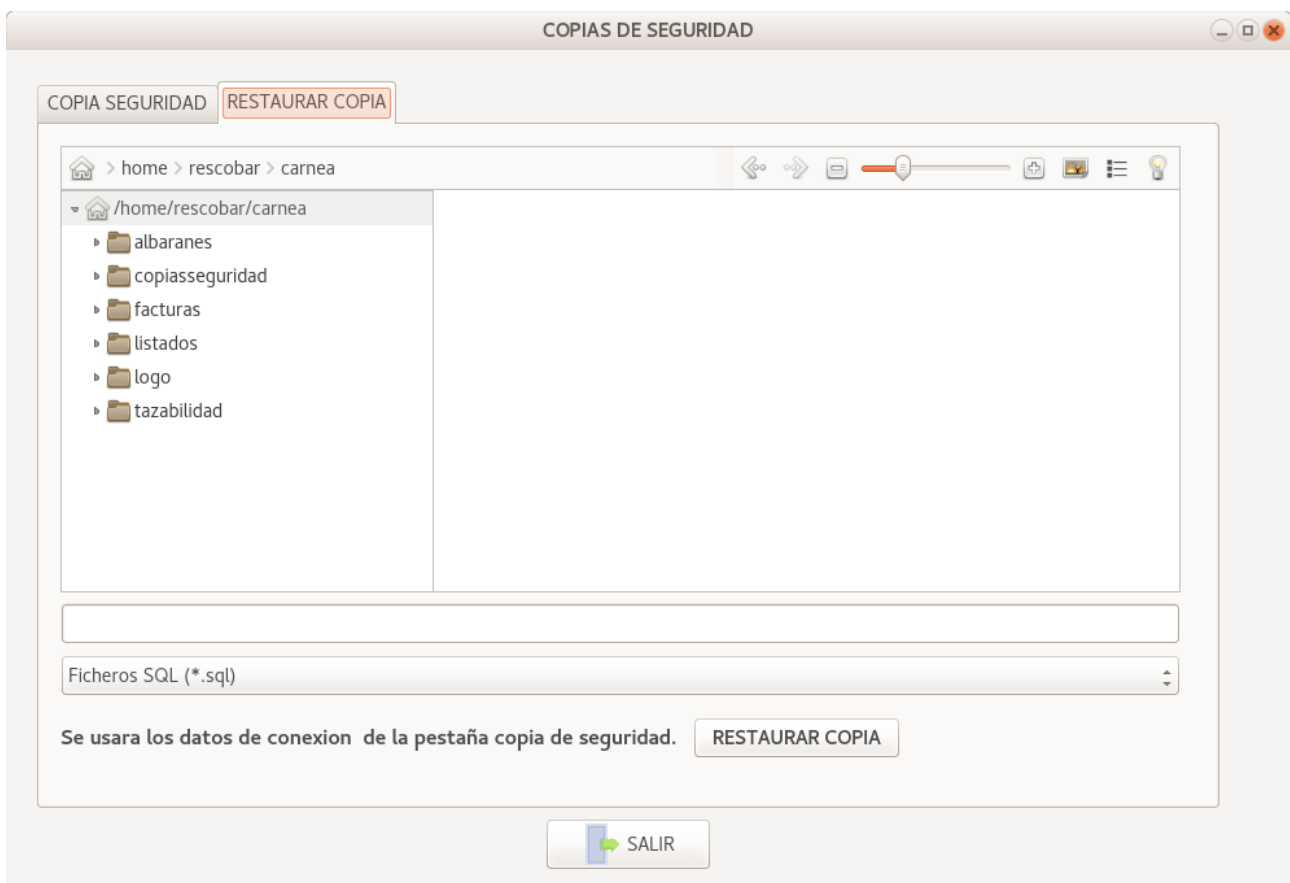 COPIAS DE SEGURIDAD
COPIA SEGURIDAD
RESTAURAR COPIA
> home > rescobar > carnea
/home/rescobar/carnea
albaranes
copiasseguridad
facturas
listados
logo
tazabilidad
Ficheros SQL (*.sql)
Se usara los datos de conexion  de la pestaña copia de seguridad.
RESTAURAR COPIA
SALIR